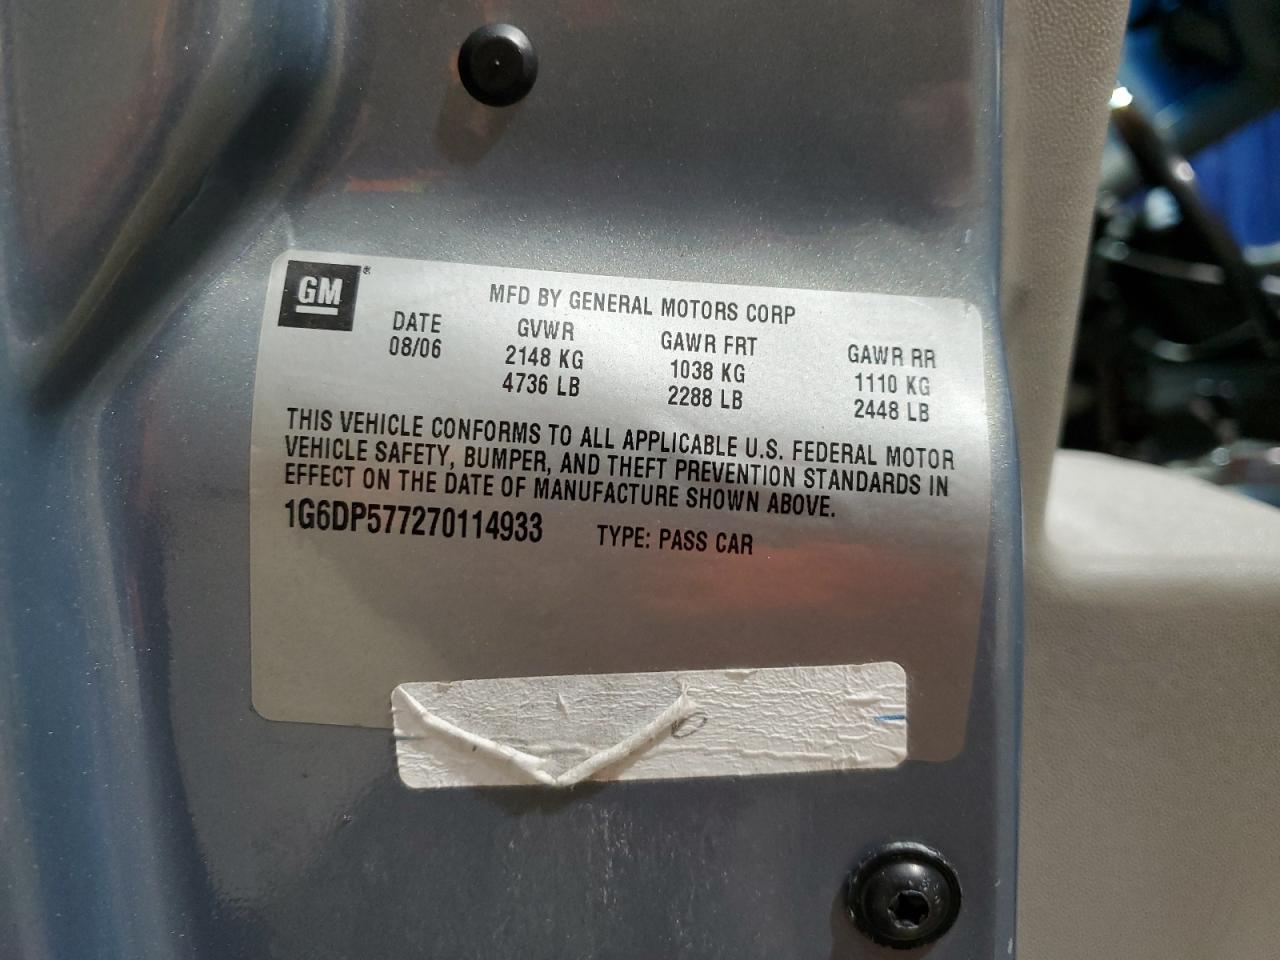 GM®
MFD BY GENERAL MOTORS CORP
DATE GVWR GAWR FRT GAWR RR
08/06 2148 KG 1038 KG 1110 KG
4736 LB 2288 LB 2448 LB
THIS VEHICLE CONFORMS TO ALL APPLICABLE U.S. FEDERAL MOTOR
VEHICLE SAFETY, BUMPER, AND THEFT PREVENTION STANDARDS IN
EFFECT ON THE DATE OF MANUFACTURE SHOWN ABOVE.
1G6DP577270114933 TYPE: PASS CAR